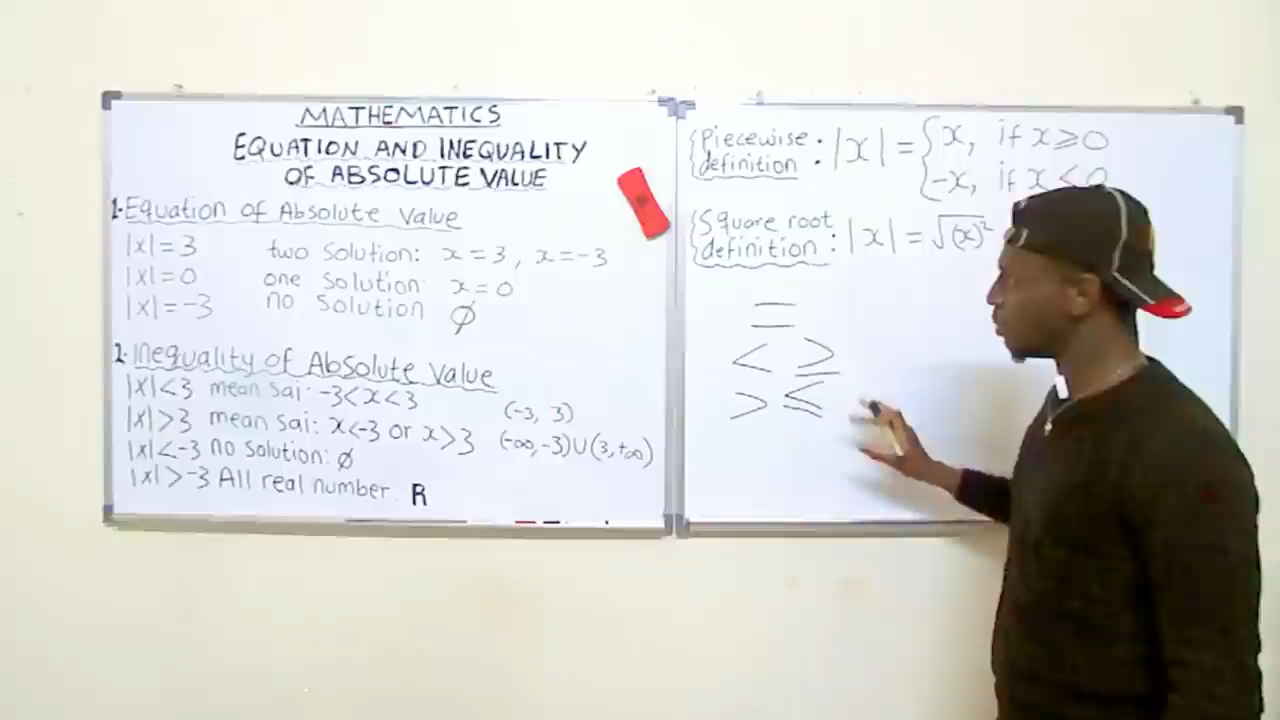 MATHEMATICS
EQUATION AND INEQUALITY
OF ABSOLUTE VALUE
1. Equation of Absolute Value
|x| = 3 two solution: x = 3, x = -3
|x| = 0 one solution: x = 0
|x| = -3 no solution ∅
2. Inequality of Absolute Value
|x| < 3 mean sai: -3 < x < 3 (-3, 3)
|x| > 3 mean sai: x < -3 or x > 3 (-∞, -3) ∪ (3, +∞)
|x| < -3 no solution: ∅
|x| > -3 All real number. R
Piecewise definition: |x| = { x, if x ⩾ 0
-x, if x < 0
Square root definition: |x| = √(x)²
=
< ≥
> ≤